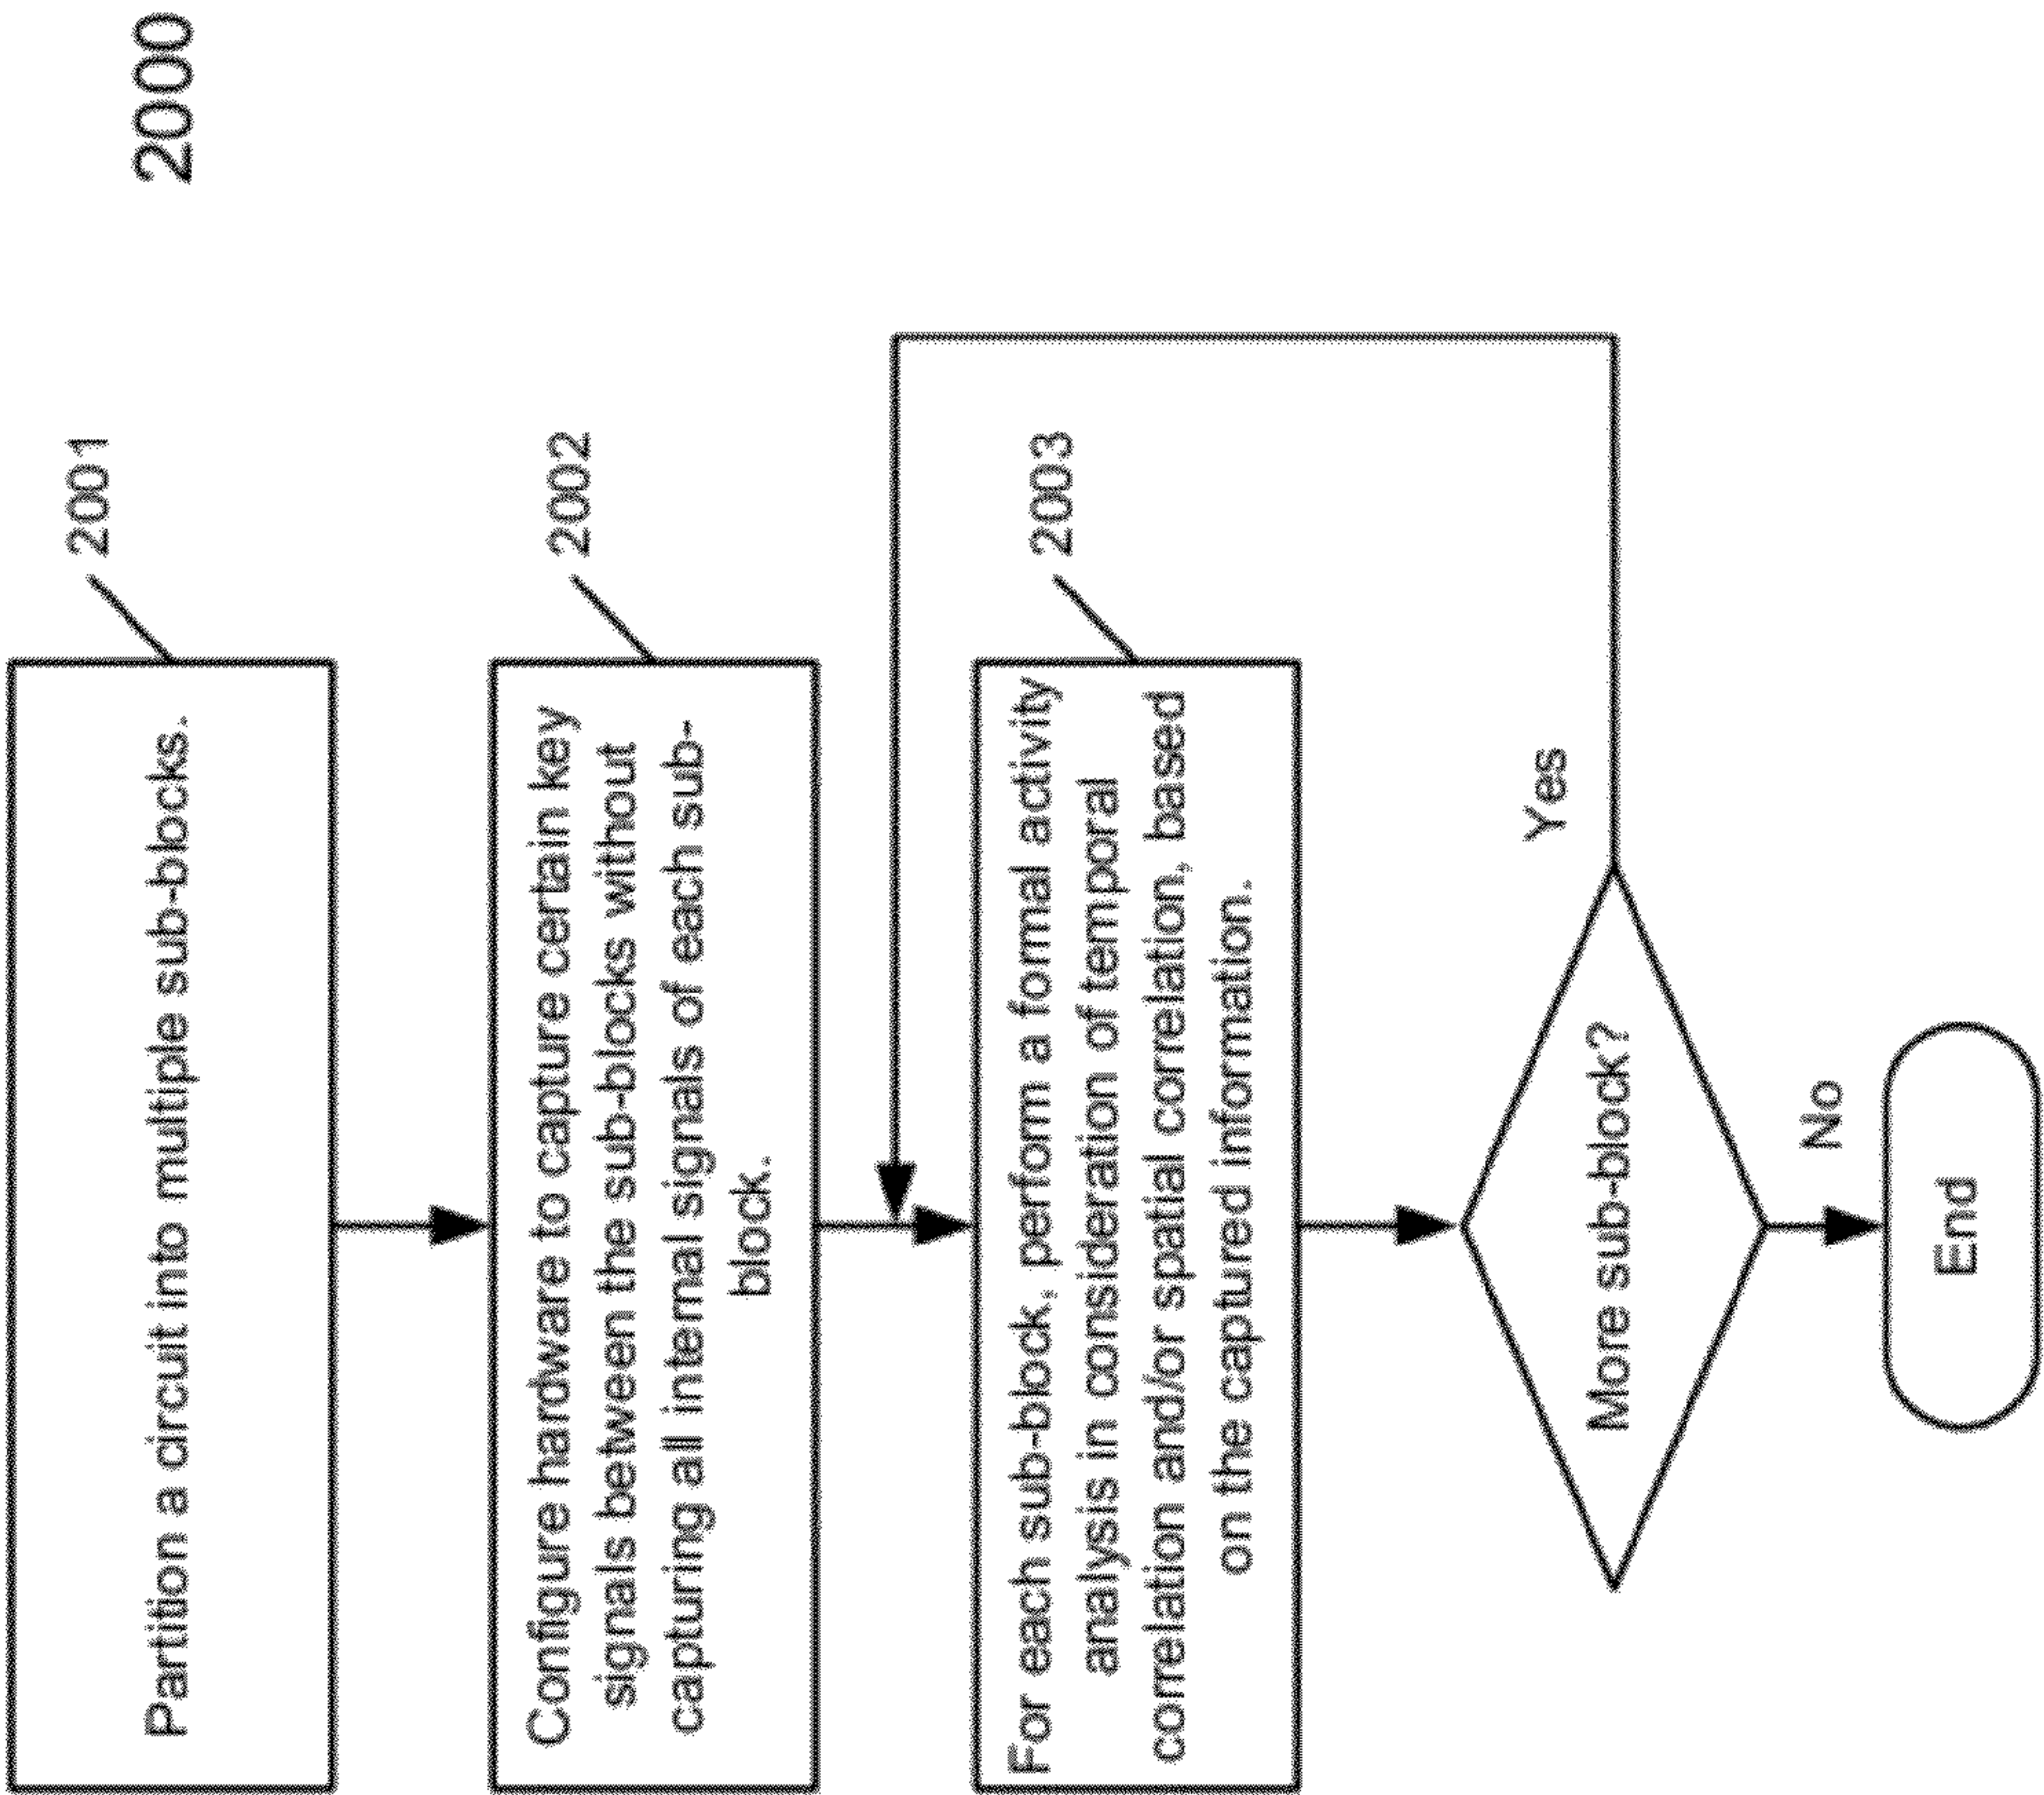 2000
2001
Partition a circuit into multiple sub-blocks.
2002
Configure hardware to capture certain key
signals between the sub-blocks without
capturing all internal signals of each sub-
block.
2003
For each sub-block, perform a formal activity
analysis in consideration of temporal
correlation and/or spatial correlation, based
on the captured information.
Yes
More sub-block?
No
End